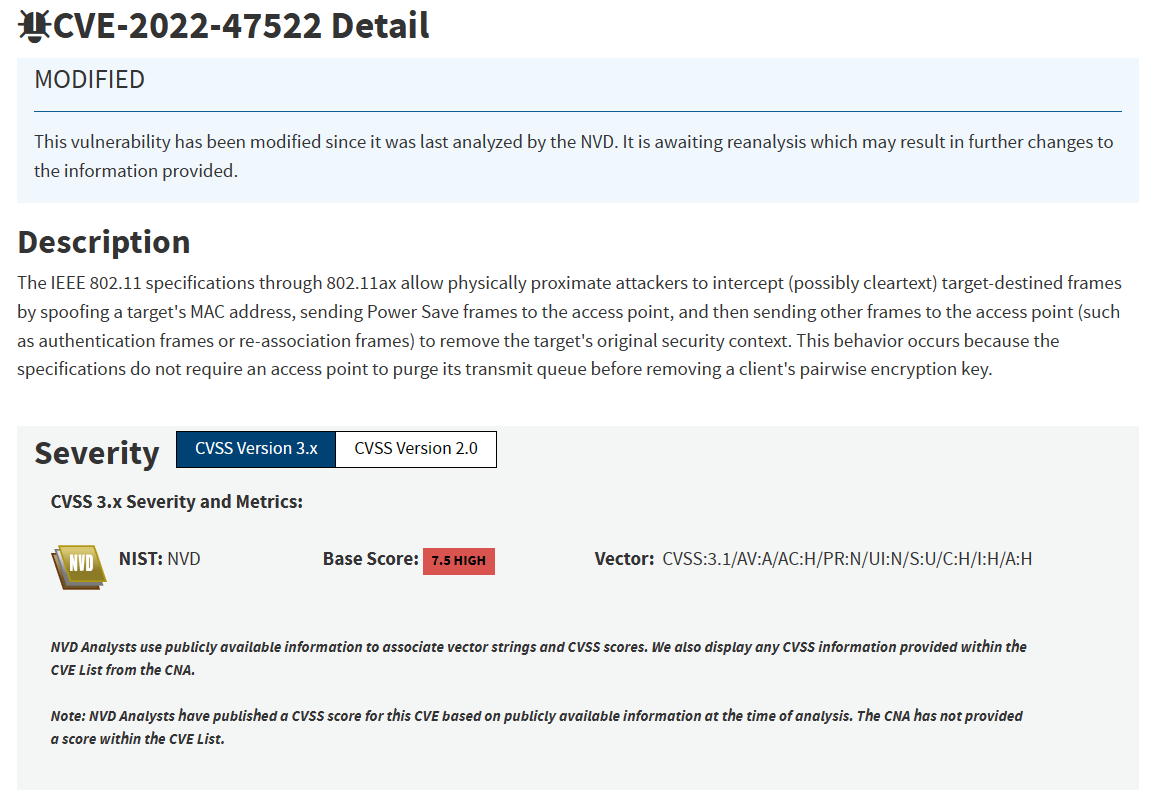 CVE-2022-47522 Detail
MODIFIED
This vulnerability has been modified since it was last analyzed by the NVD. It is awaiting reanalysis which may result in further changes to
the information provided.
Description
The IEEE 802.11 specifications through 802.11ax allow physically proximate attackers to intercept (possibly cleartext) target-destined frames
by spoofing a target's MAC address, sending Power Save frames to the access point, and then sending other frames to the access point (such
as authentication frames or re-association frames) to remove the target's original security context. This behavior occurs because the
specifications do not require an access point to purge its transmit queue before removing a client's pairwise encryption key.
Severity CVSS Version 3.x CVSS Version 2.0
CVSS 3.x Severity and Metrics:
NVD NIST: NVD Base Score: 7.5 HIGH Vector: CVSS:3.1/AV:A/AC:H/PR:N/UI:N/S:U/C:H/I:H/A:H
NVD Analysts use publicly available information to associate vector strings and CVSS scores. We also display any CVSS information provided within the
CVE List from the CNA.
Note: NVD Analysts have published a CVSS score for this CVE based on publicly available information at the time of analysis. The CNA has not provided
a score within the CVE List.